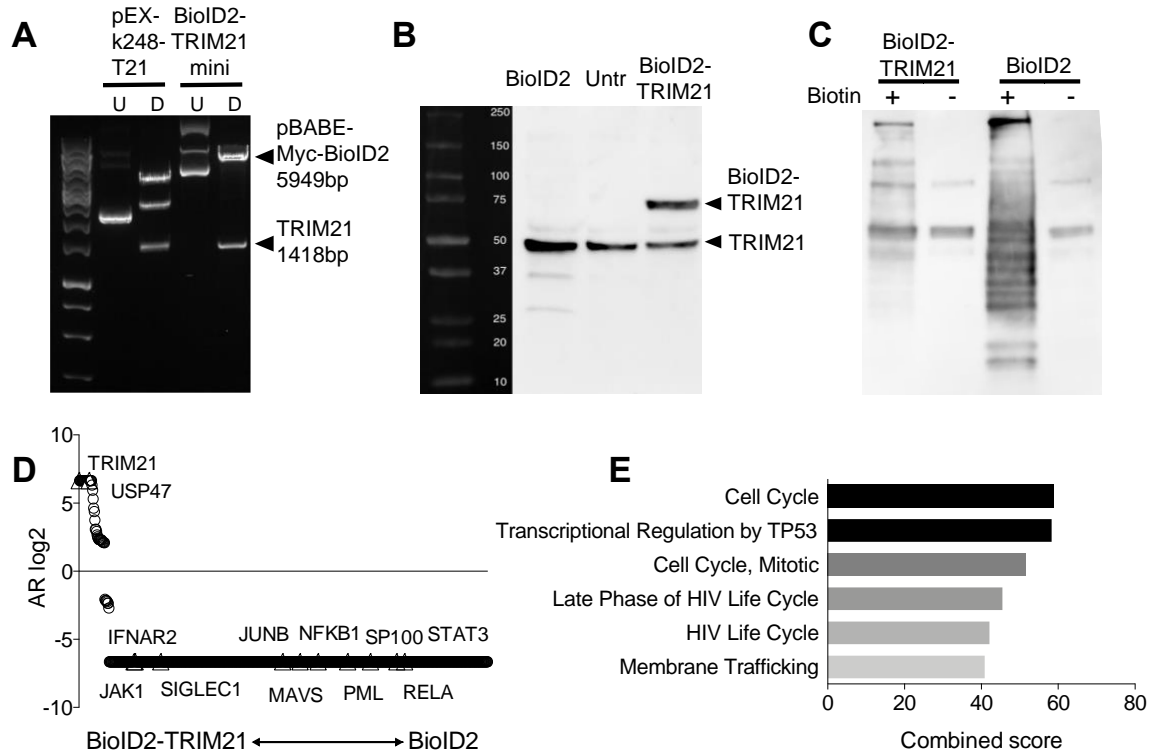 A
pEX-
k248-
T21
BioID2-
TRIM21
mini
U D U D
pBABE-
Myc-BioID2
5949bp
TRIM21
1418bp
B
BioID2 Untr BioID2-
TRIM21
250
150
100
75
50
37
25
20
15
10
BioID2-
TRIM21
TRIM21
C
BioID2-
TRIM21
BioID2
Biotin + - + -
D
AR log2
10
5
0
-5
-10
TRIM21
USP47
IFNAR2 JUNB NFKB1 SP100 STAT3
JAK1 SIGLEC1 MAVS PML RELA
BioID2-TRIM21 BioID2
E
Cell Cycle
Transcriptional Regulation by TP53
Cell Cycle, Mitotic
Late Phase of HIV Life Cycle
HIV Life Cycle
Membrane Trafficking
0 20 40 60 80
Combined score